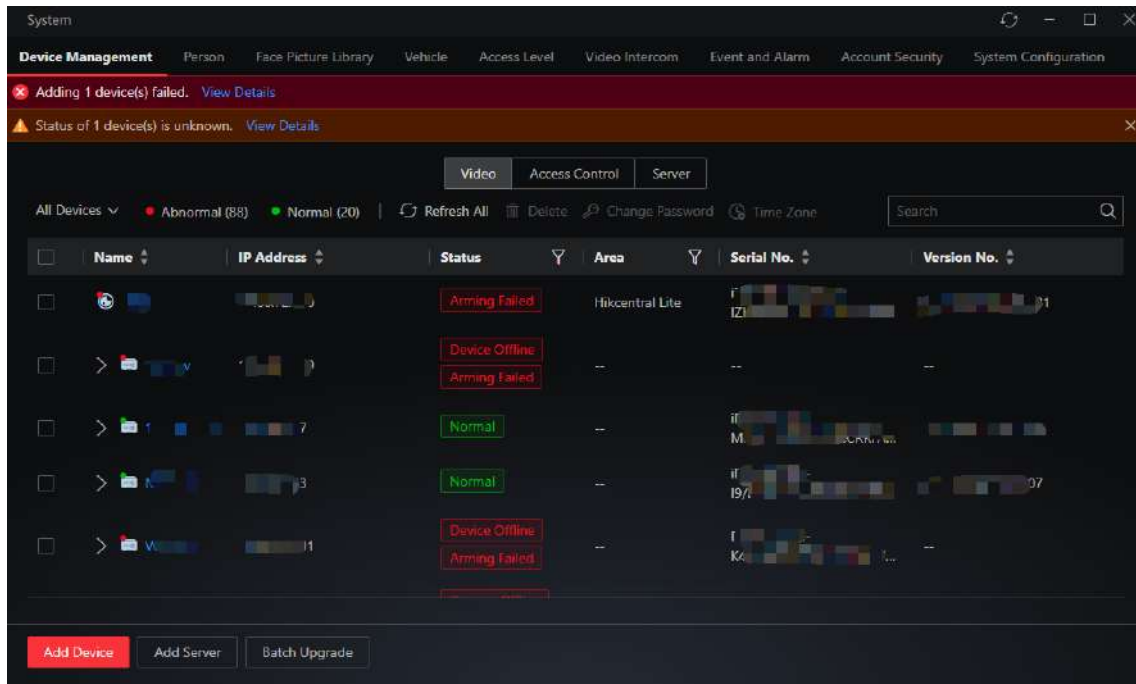 System
Device Management Person Face Picture Library Vehicle Access Level Video Intercom Event and Alarm Account Security System Configuration
Adding 1 device(s) failed. View Details
Status of 1 device(s) is unknown. View Details
Video Access Control Server
All Devices Abnormal (88) Normal (20) Refresh All Delete Change Password Time Zone Search
Name IP Address Status Area Serial No. Version No.
Arming Failed Hikcentral Lite
Device Offline
Arming Failed -- -- --
Normal --
Normal --
Device Offline
Arming Failed -- --
Add Device Add Server Batch Upgrade